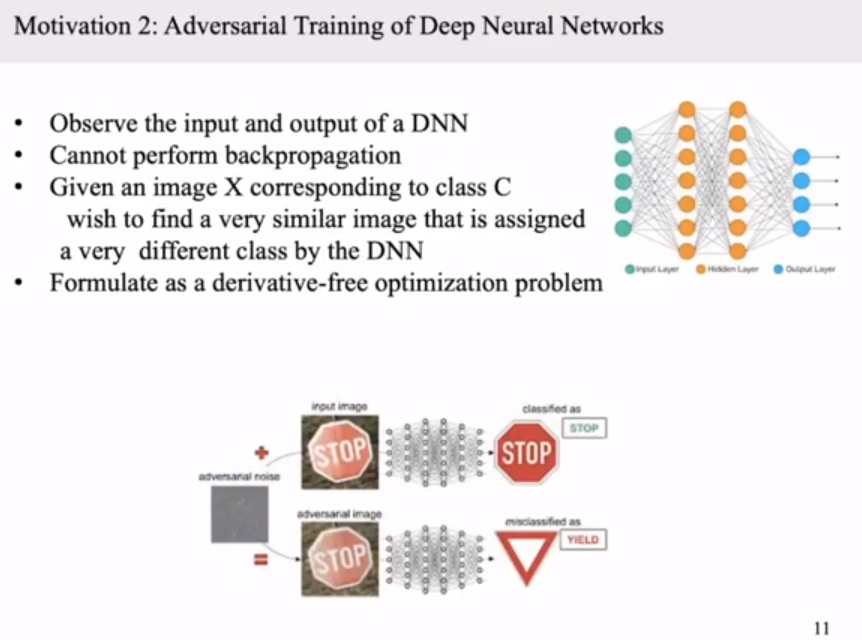 Motivation 2: Adversarial Training of Deep Neural Networks
• Observe the input and output of a DNN
• Cannot perform backpropagation
• Given an image X corresponding to class C
wish to find a very similar image that is assigned
a very different class by the DNN
• Formulate as a derivative-free optimization problem
Input Layer Hidden Layer Output Layer
input image
classified as
STOP
STOP
STOP
+
adversarial noise
adversarial image
misclassified as
YIELD
STOP
=
11